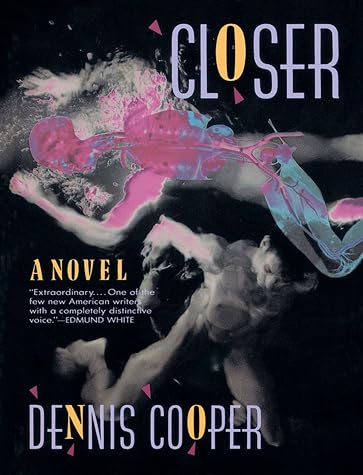 CLOSER
A NOVEL
"Extraordinary.... One of the
few new American writers
with a completely distinctive
voice."—EDMUND WHITE
DENNIS COOPER